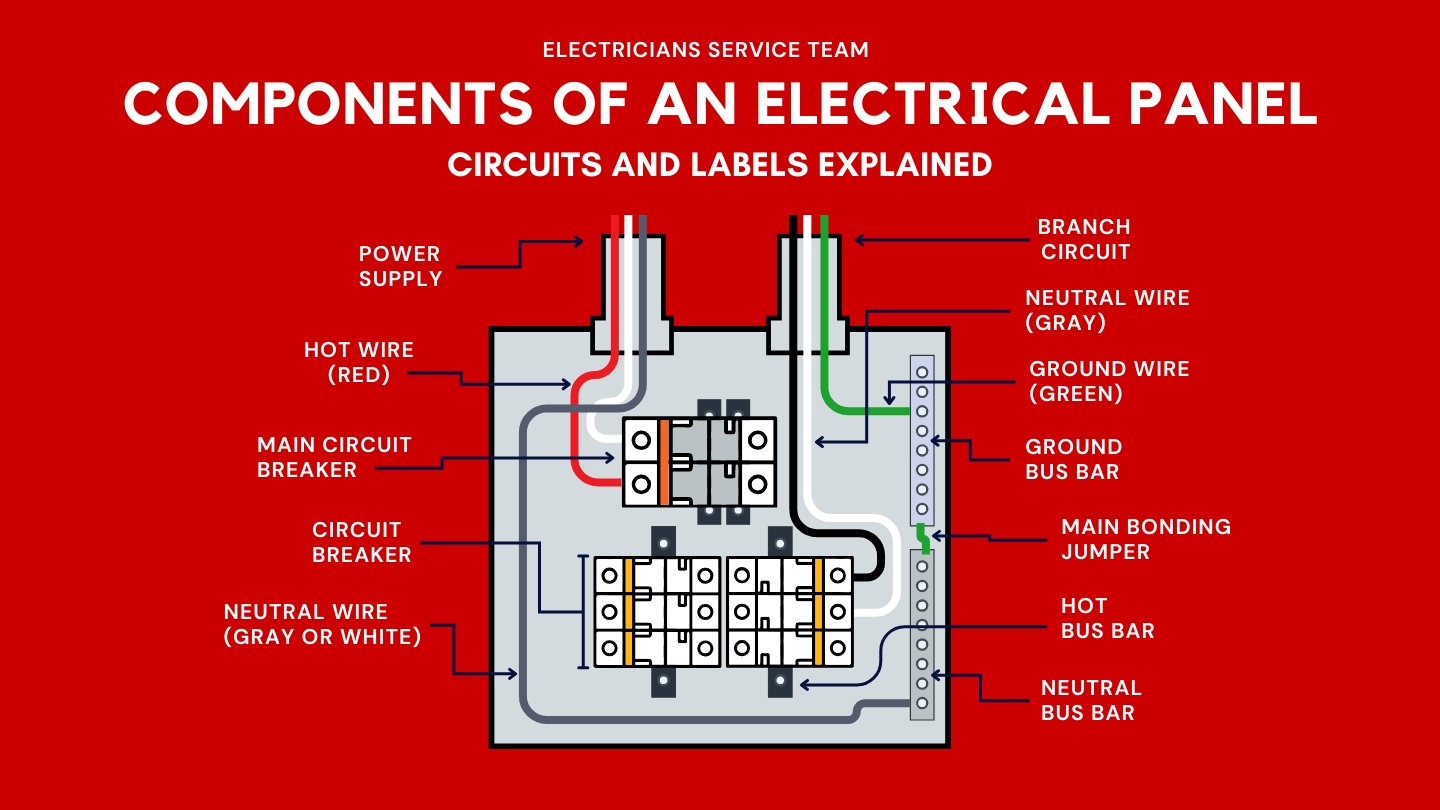 ELECTRICIANS SERVICE TEAM
COMPONENTS OF AN ELECTRICAL PANEL
CIRCUITS AND LABELS EXPLAINED
POWER
SUPPLY
HOT WIRE
(RED)
MAIN CIRCUIT
BREAKER
CIRCUIT
BREAKER
NEUTRAL WIRE
(GRAY OR WHITE)
BRANCH
CIRCUIT
NEUTRAL WIRE
(GRAY)
GROUND WIRE
(GREEN)
GROUND
BUS BAR
MAIN BONDING
JUMPER
HOT
BUS BAR
NEUTRAL
BUS BAR